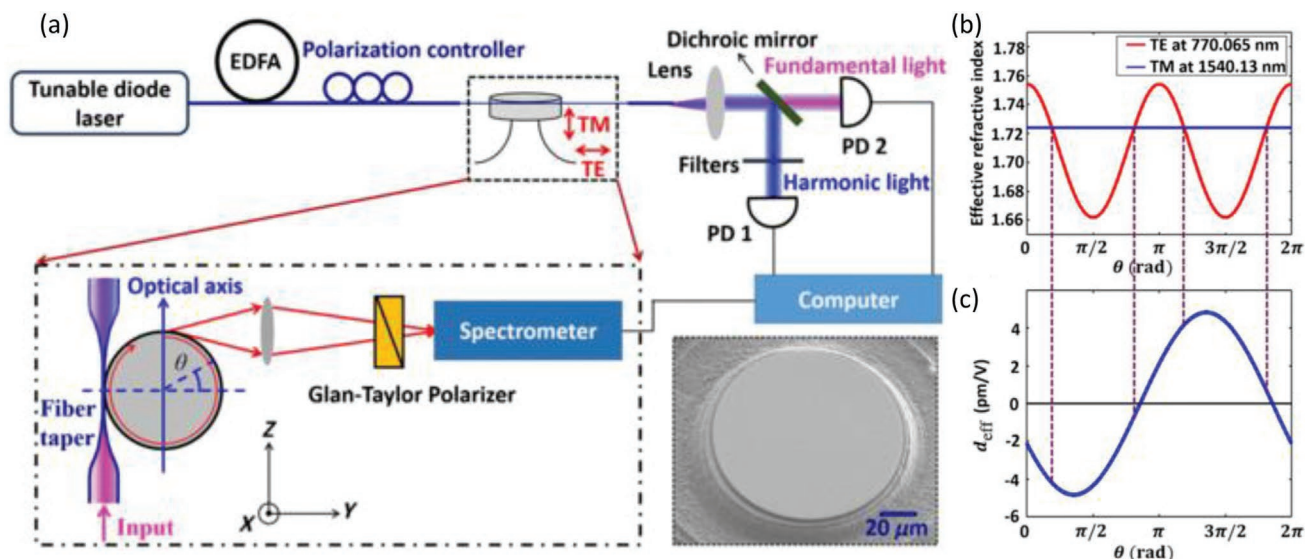 (a)
EDFA
Polarization controller
Tunable diode
laser
TM
TE
Lens
Dichroic mirror
Fundamental light
PD 2
Filters
Harmonic light
PD 1
Computer
Optical axis
θ
Fiber
taper
Input
Glan-Taylor Polarizer
Spectrometer
Z
X
Y
20 μm
(b)
Effective refractive index
1.78
1.76
1.74
1.72
1.70
1.68
1.66
TE at 770.065 nm
TM at 1540.13 nm
0
π/2
π
3π/2
2π
θ (rad)
(c)
d_eff (pm/V)
4
2
0
-2
-4
-6
0
π/2
π
3π/2
2π
θ (rad)